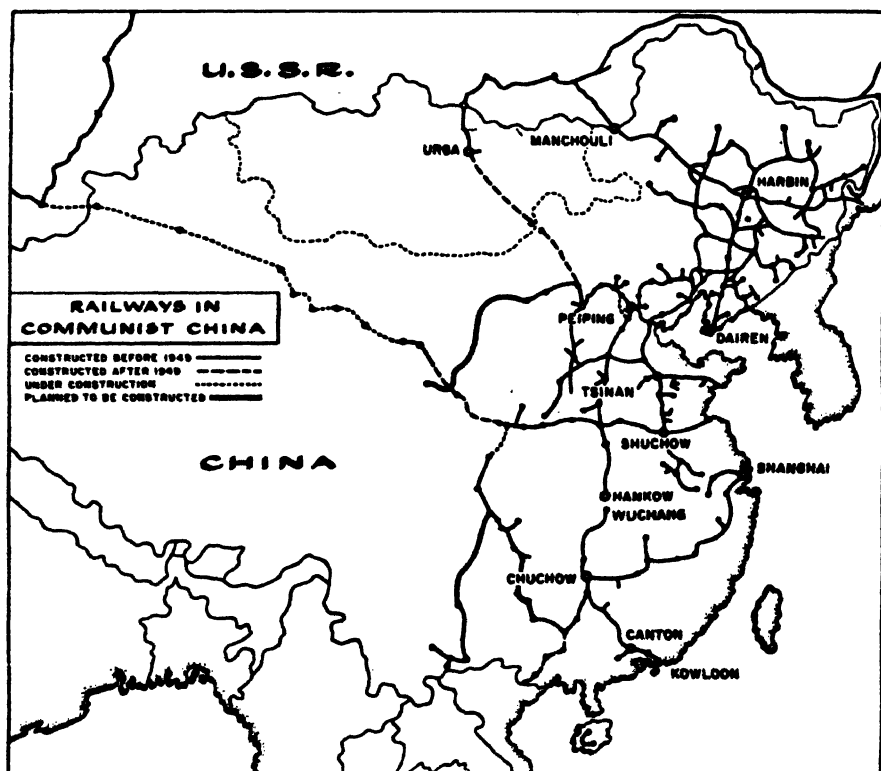 U.S.S.R.
URGA
MANCHOULI
HARBIN
RAILWAYS IN
COMMUNIST CHINA
CONSTRUCTED BEFORE 1949
CONSTRUCTED AFTER 1949
UNDER CONSTRUCTION
PLANNED TO BE CONSTRUCTED
PEIPING
DAIREN
TSINAN
SHUCHOW
CHINA
SHANGHAI
HANKOW
WUCHANG
CHUCHOW
CANTON
KOWLOON